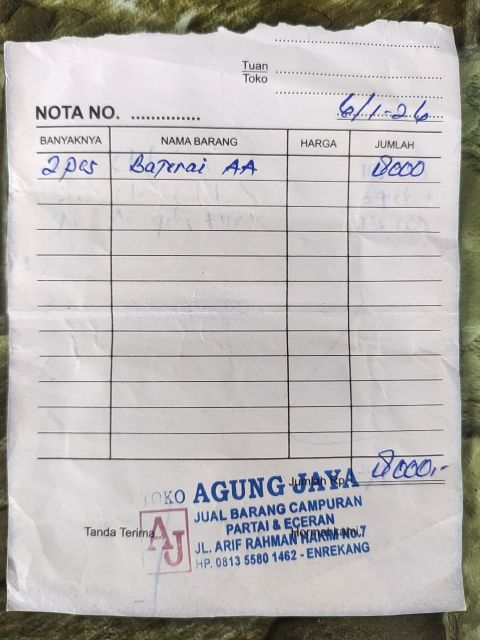 Tuan
Toko
NOTA NO. ..............
6/1-26
BANYAKNYA NAMA BARANG HARGA JUMLAH
2 pcs Baterai AA 18000
Jumlah Rp. 18000,-
TOKO AGUNG JAYA
JUAL BARANG CAMPURAN
PARTAI & ECERAN
Tanda Terima AJ Hormat kami,
JL. ARIF RAHMAN HAKIM NO.7
HP. 0813 5580 1462 - ENREKANG